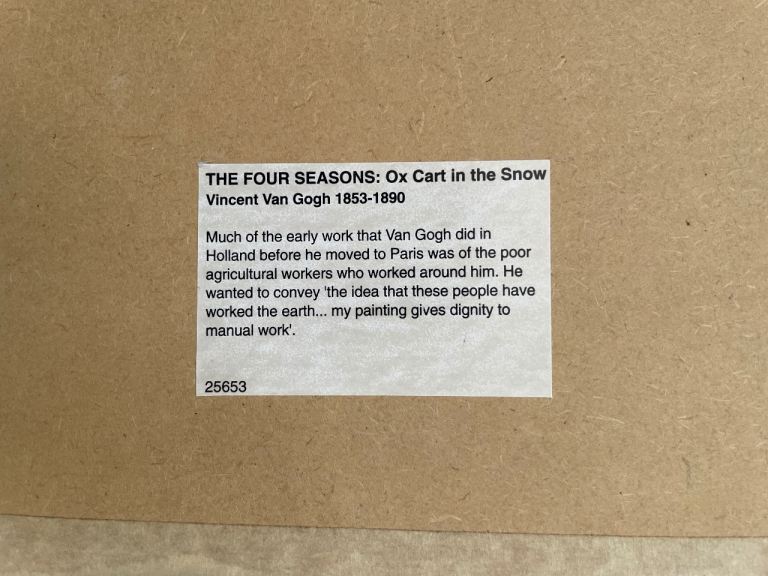 THE FOUR SEASONS: Ox Cart in the Snow
Vincent Van Gogh 1853-1890
Much of the early work that Van Gogh did in
Holland before he moved to Paris was of the poor
agricultural workers who worked around him. He
wanted to convey 'the idea that these people have
worked the earth... my painting gives dignity to
manual work'.
25653